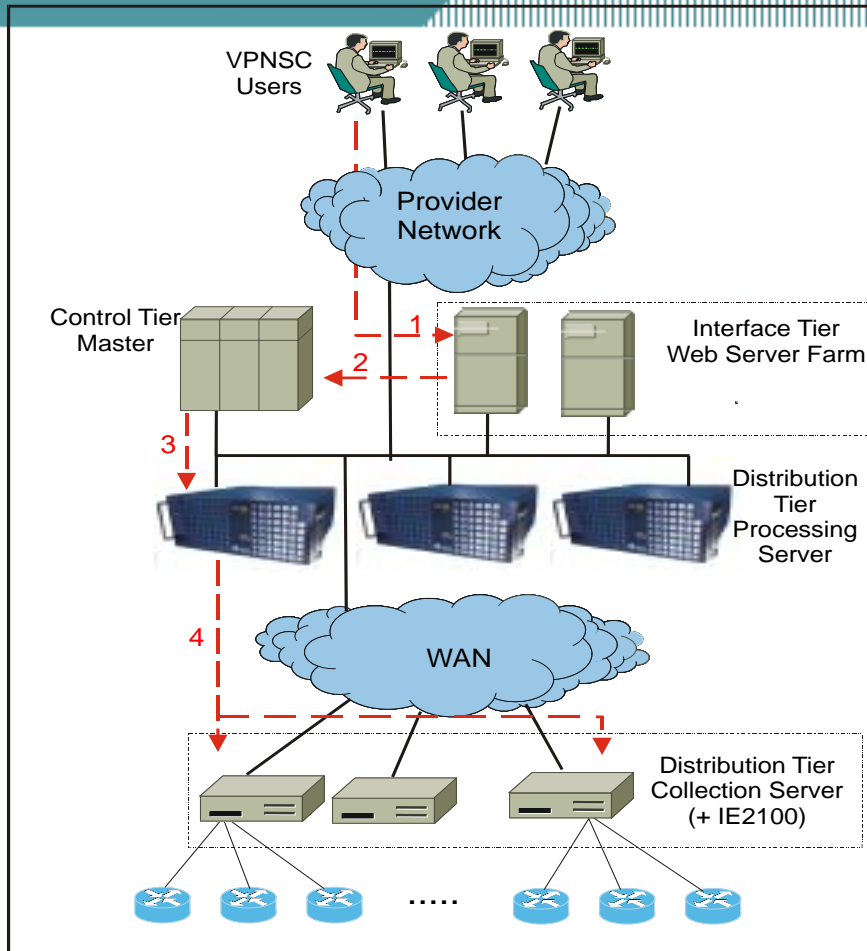 VPNSC
Users
Provider
Network
Control Tier
Master
1
2
Interface Tier
Web Server Farm
3
Distribution
Tier
Processing
Server
4
WAN
Distribution Tier
Collection Server
(+ IE2100)
.....